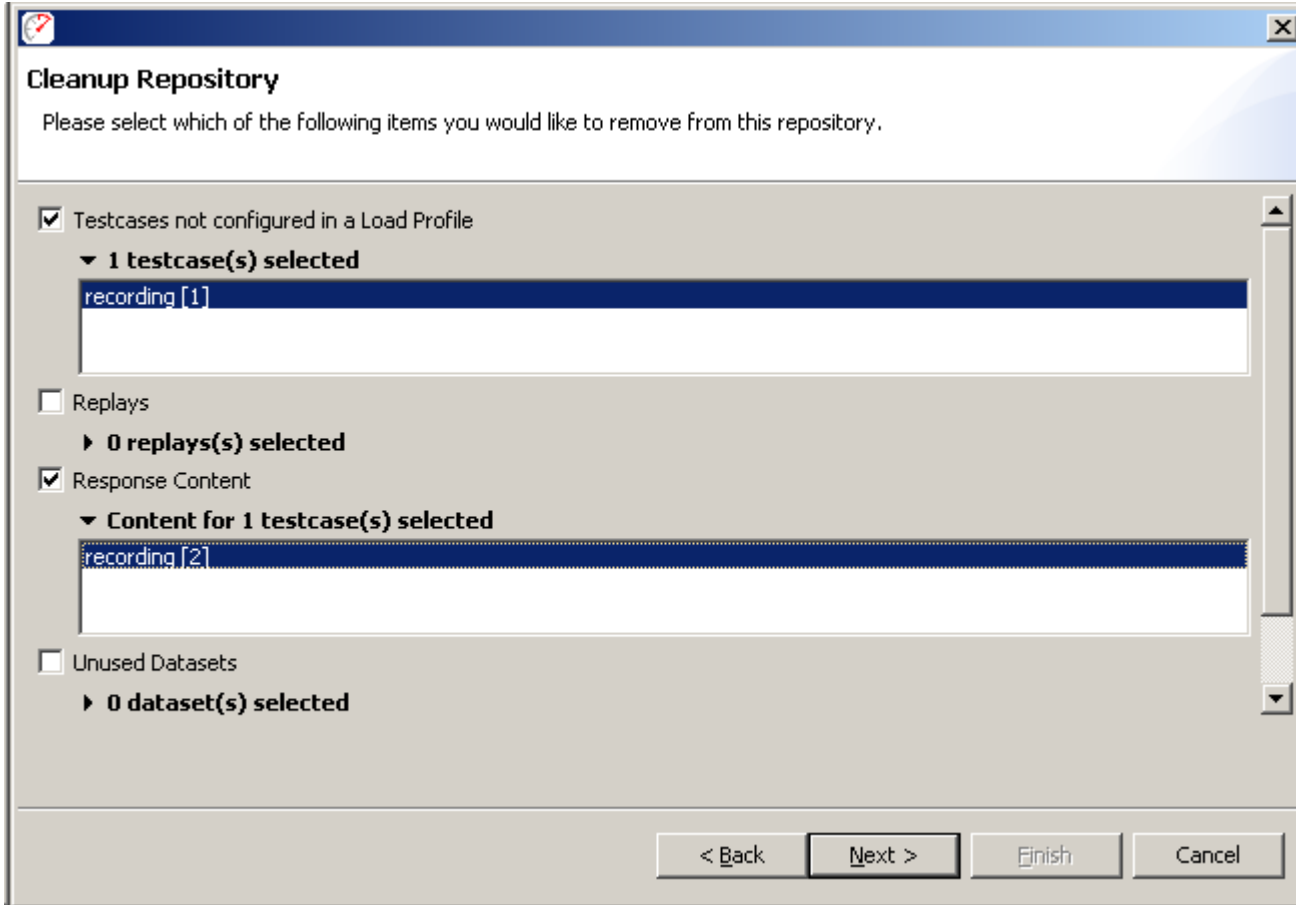 Cleanup Repository
Please select which of the following items you would like to remove from this repository.
Testcases not configured in a Load Profile
1 testcase(s) selected
recording [1]
Replays
0 replays(s) selected
Response Content
Content for 1 testcase(s) selected
recording [2]
Unused Datasets
0 dataset(s) selected
< Back Next > Finish Cancel